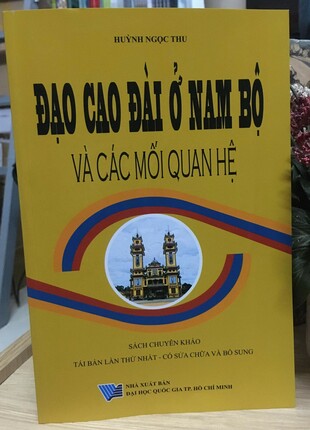 HUỲNH NGỌC THU
ĐẠO CAO ĐÀI Ở NAM BỘ
VÀ CÁC MỐI QUAN HỆ
SÁCH CHUYÊN KHẢO
TÁI BẢN LẦN THỨ NHẤT - CÓ SỬA CHỮA VÀ BỔ SUNG
NHÀ XUẤT BẢN
ĐẠI HỌC QUỐC GIA TP. HỒ CHÍ MINH